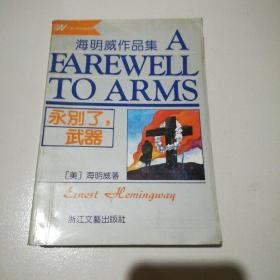 海明威作品集
A
FAREWELL
TO ARMS
永别了,
武器
[美] 海明威著
Ernest Hemingway
浙江文艺出版社